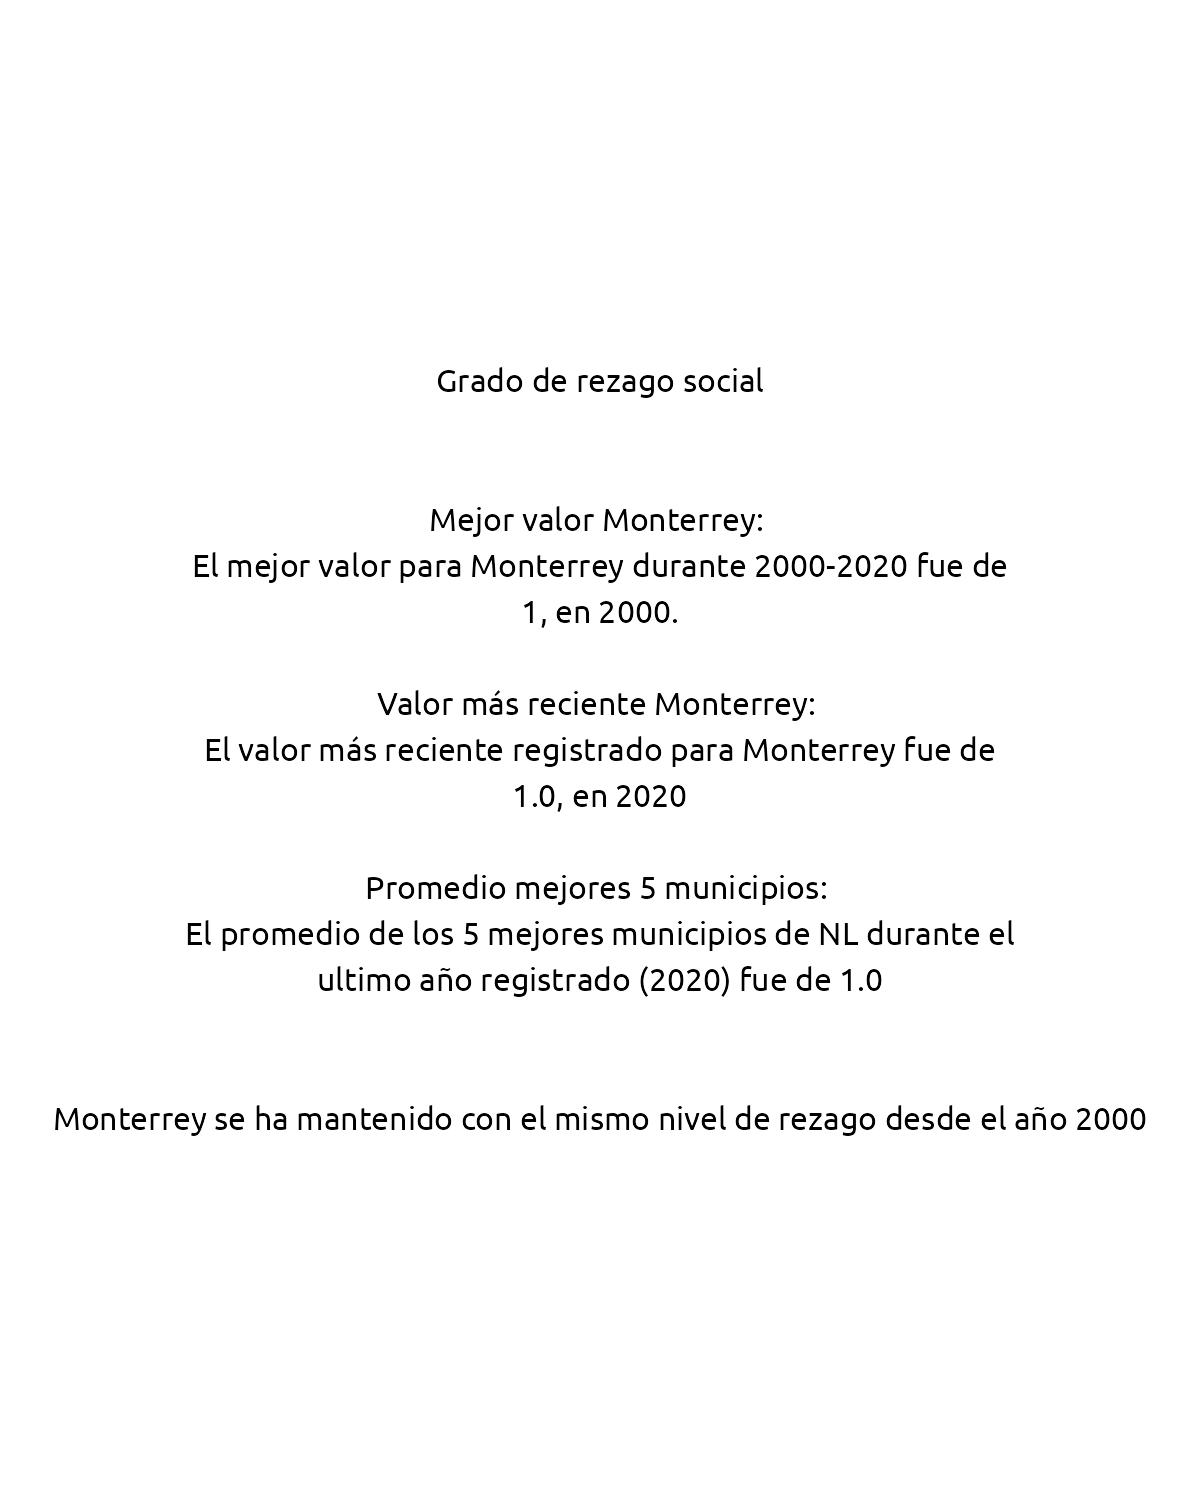 Grado de rezago social
Mejor valor Monterrey:
El mejor valor para Monterrey durante 2000-2020 fue de
1, en 2000.
Valor más reciente Monterrey:
El valor más reciente registrado para Monterrey fue de
1.0, en 2020
Promedio mejores 5 municipios:
El promedio de los 5 mejores municipios de NL durante el
ultimo año registrado (2020) fue de 1.0
Monterrey se ha mantenido con el mismo nivel de rezago desde el año 2000